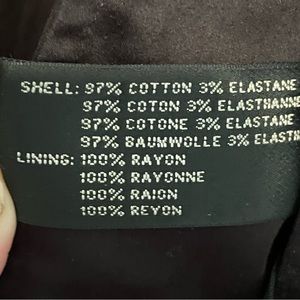 SHELL: 97% COTTON 3% ELASTANE
97% COTON 3% ELASTHANNE
97% COTONE 3% ELASTANE
97% BAUMWOLLE 3%
LINING: 100% RAYON
100% RAYONNE
100% RAION
100% REYON